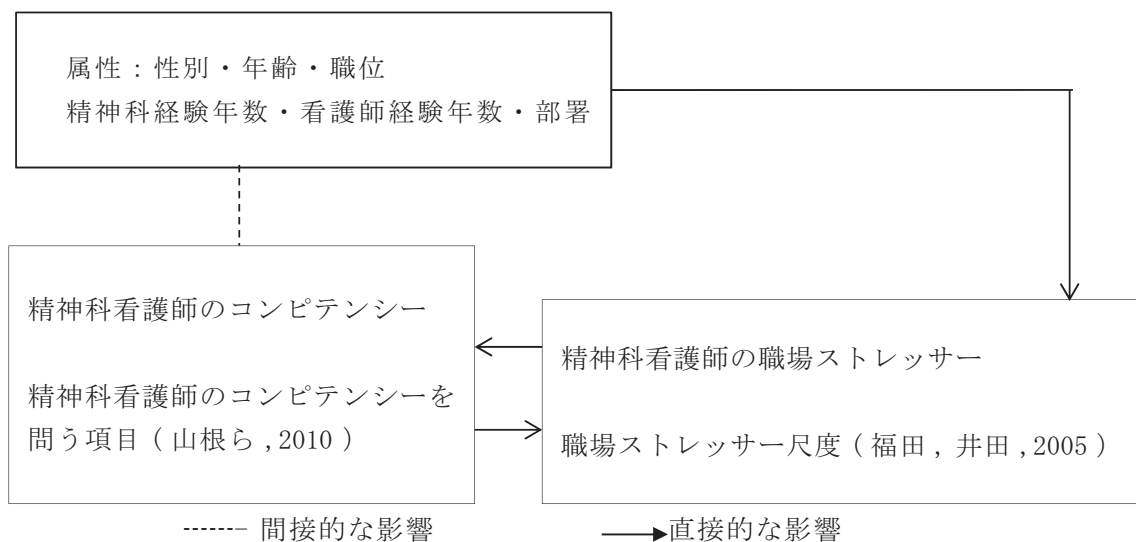 属性：性別・年齢・職位
精神科経験年数・看護師経験年数・部署
精神科看護師のコンピテンシー
精神科看護師のコンピテンシーを
問う項目（山根ら,2010）
精神科看護師の職場ストレッサー
職場ストレッサー尺度（福田,井田,2005）
間接的な影響
直接的な影響